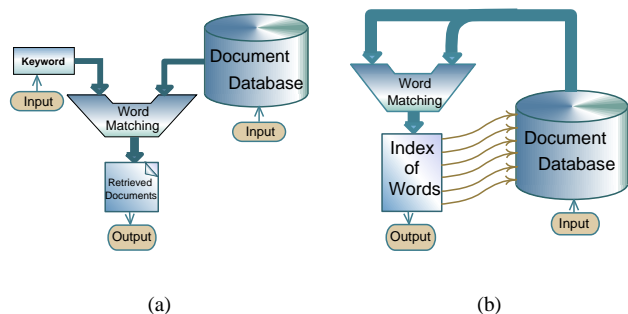 Keyword
Input
Document
Database
Input
Word
Matching
Retrieved
Documents
Output
(a)
Word
Matching
Index
of
Words
Output
Document
Database
Input
(b)